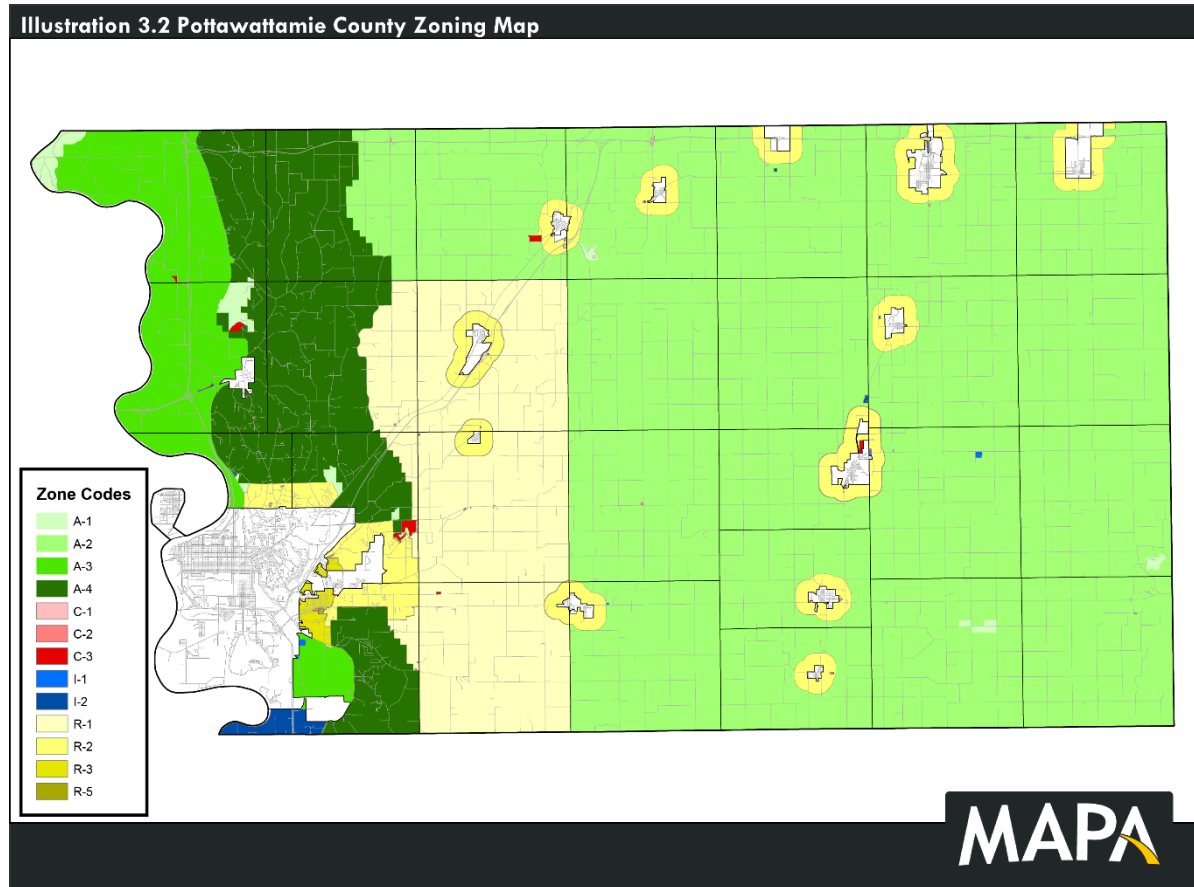 Illustration 3.2 Pottawattamie County Zoning Map
Zone Codes
A-1
A-2
A-3
A-4
C-1
C-2
C-3
I-1
I-2
R-1
R-2
R-3
R-5
MAPA